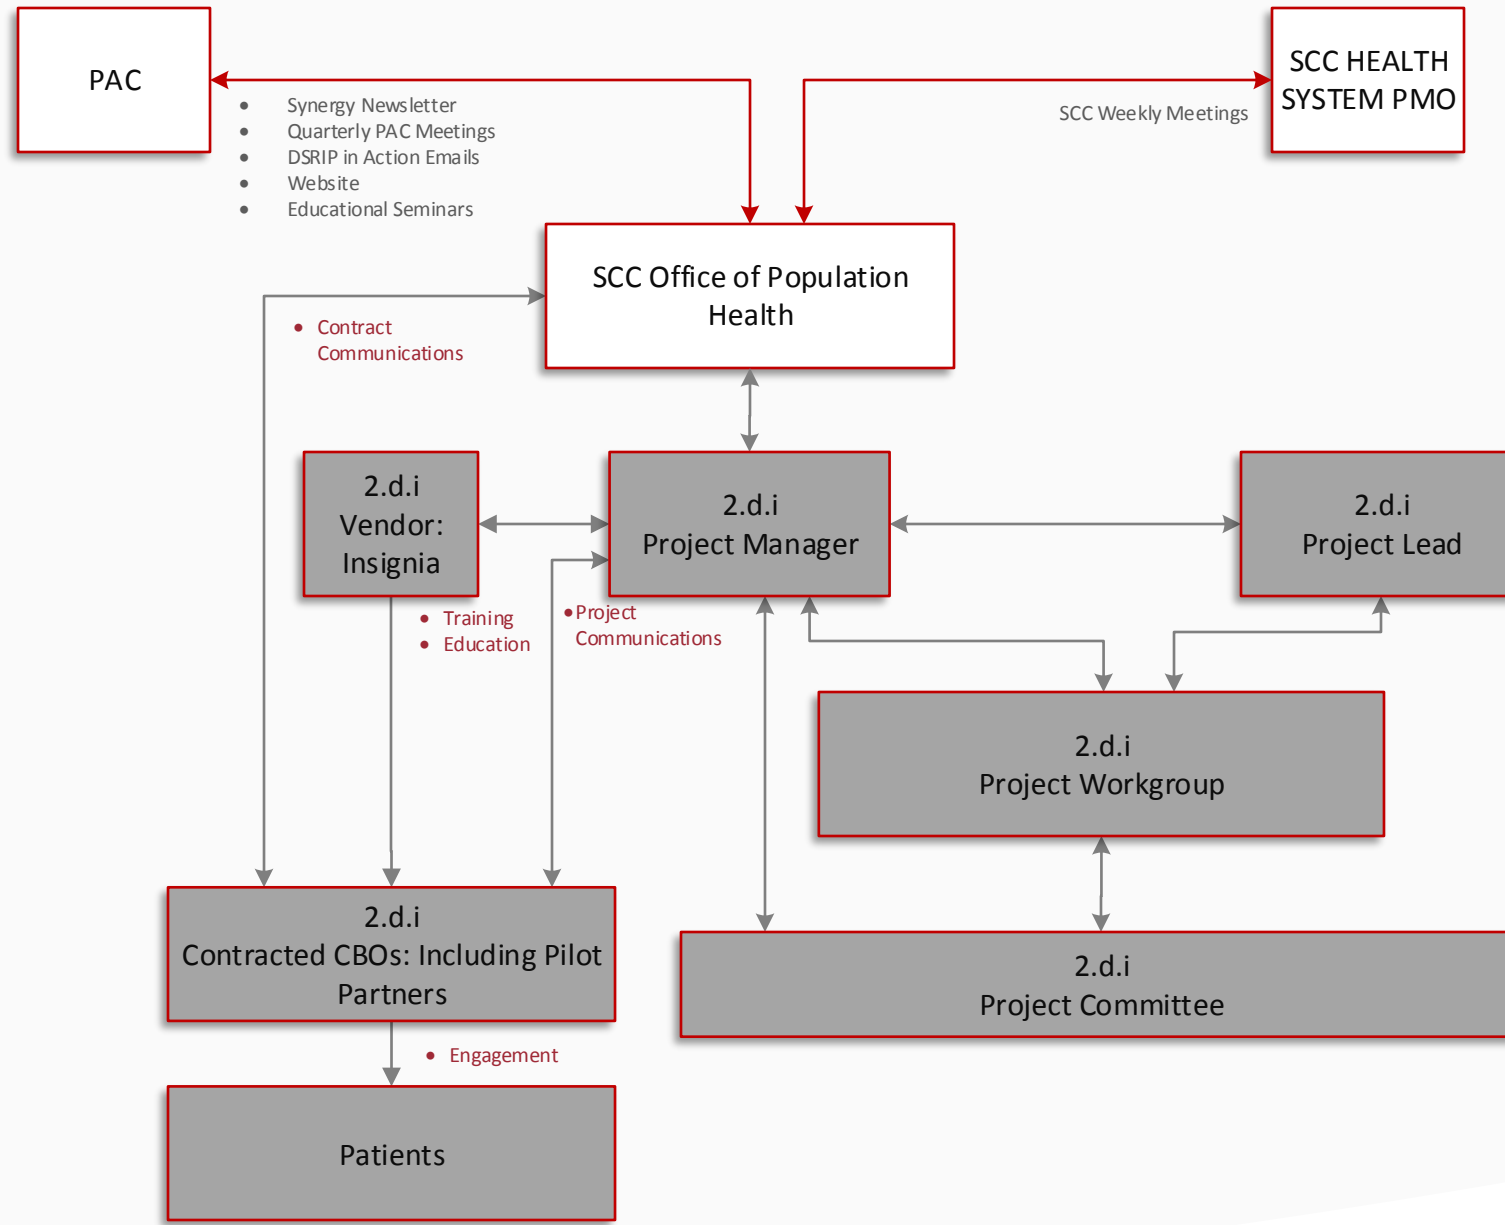 PAC
SCC HEALTH
SYSTEM PMO
• Synergy Newsletter
• Quarterly PAC Meetings
• DSRIP in Action Emails
• Website
• Educational Seminars
SCC Weekly Meetings
SCC Office of Population
Health
• Contract
Communications
2.d.i
Vendor:
Insignia
2.d.i
Project Manager
2.d.i
Project Lead
• Training
• Education
• Project
Communications
2.d.i
Project Workgroup
2.d.i
Contracted CBOs: Including Pilot
Partners
2.d.i
Project Committee
• Engagement
Patients